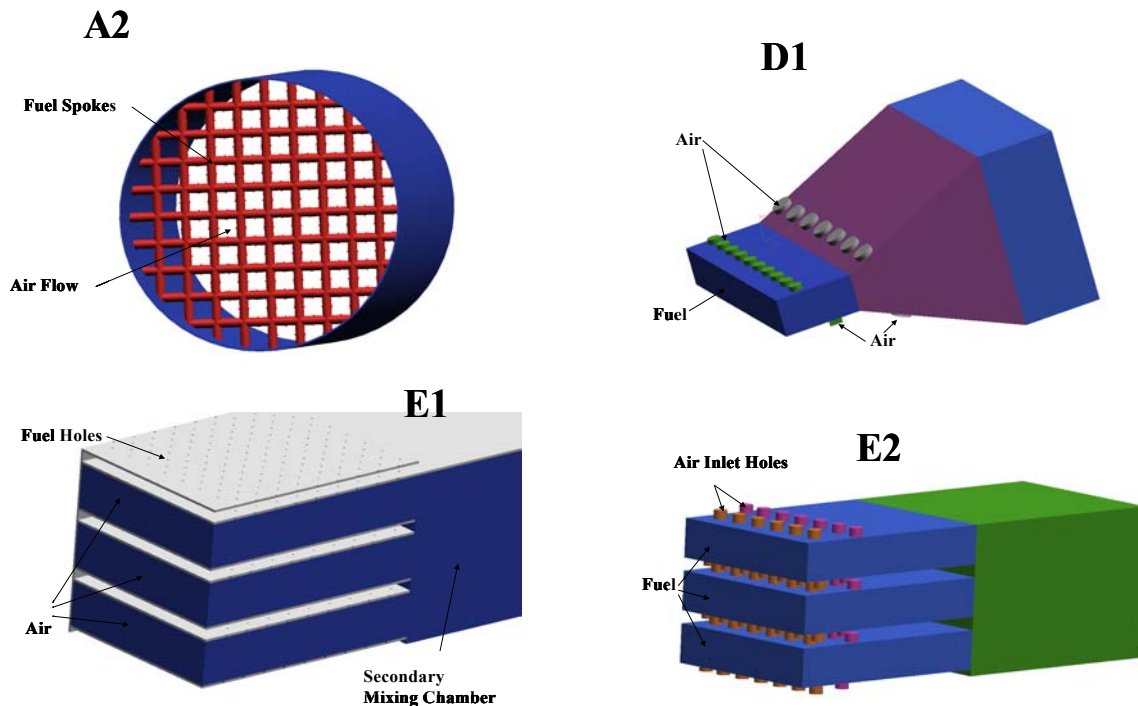 A2
Fuel Spokes
Air Flow
D1
Air
Fuel
Air
E1
Fuel Holes
Air
Secondary
Mixing Chamber
E2
Air Inlet Holes
Fuel